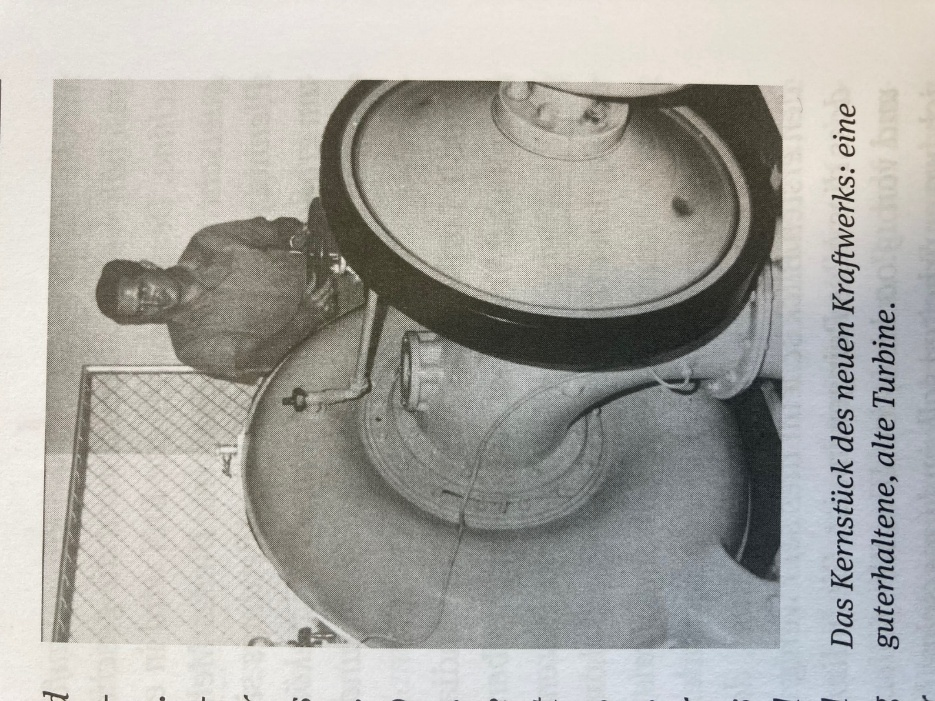 Das Kernstück des neuen Kraftwerks: eine
guterhaltene, alte Turbine.